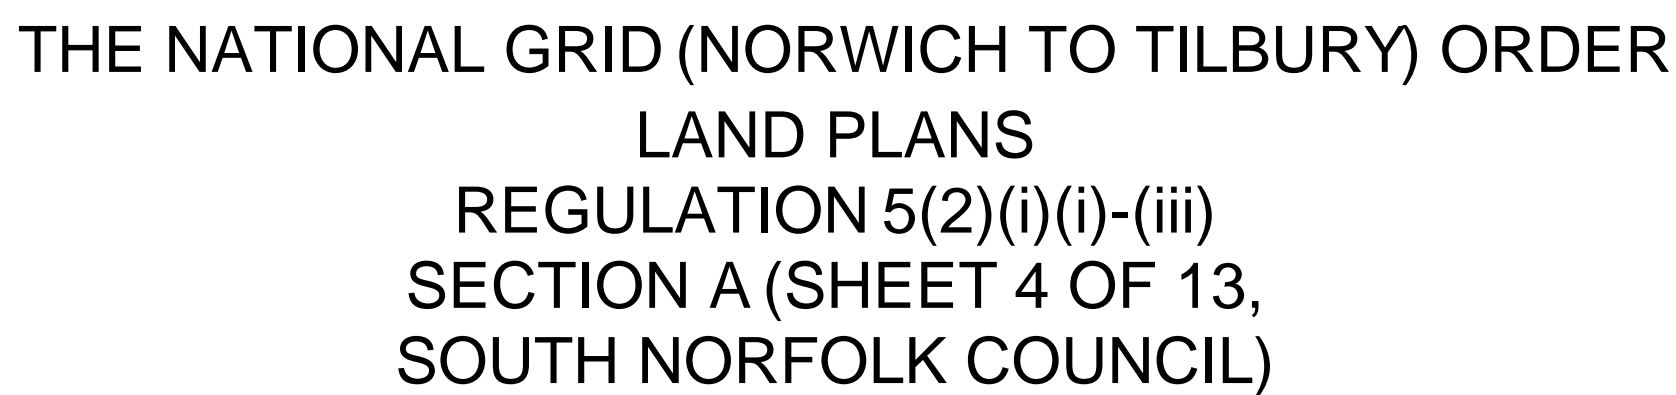 THE NATIONAL GRID (NORWICH TO TILBURY) ORDER
LAND PLANS
REGULATION 5(2)(i)(i)-(iii)
SECTION A (SHEET 4 OF 13,
SOUTH NORFOLK COUNCIL)